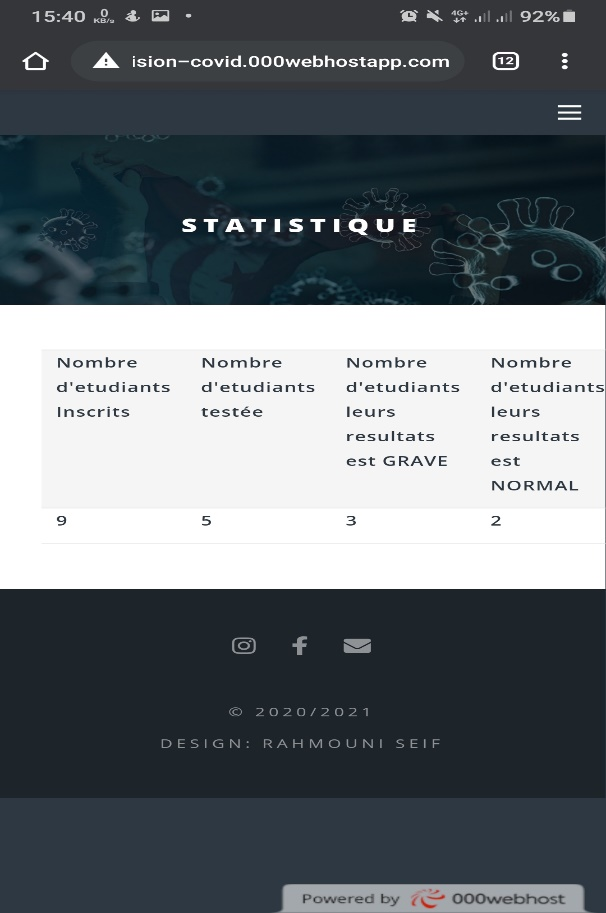 15:40 0 KB/s 4G+ 92%
ision-covid.000webhostapp.com 12
STATISTIQUE
Nombre d'etudiants Inscrits
Nombre d'etudiants testée
Nombre d'etudiants leurs resultats est GRAVE
Nombre d'etudiants leurs resultats est NORMAL
9 5 3 2
© 2020/2021
DESIGN: RAHMOUNI SEIF
Powered by 000webhost